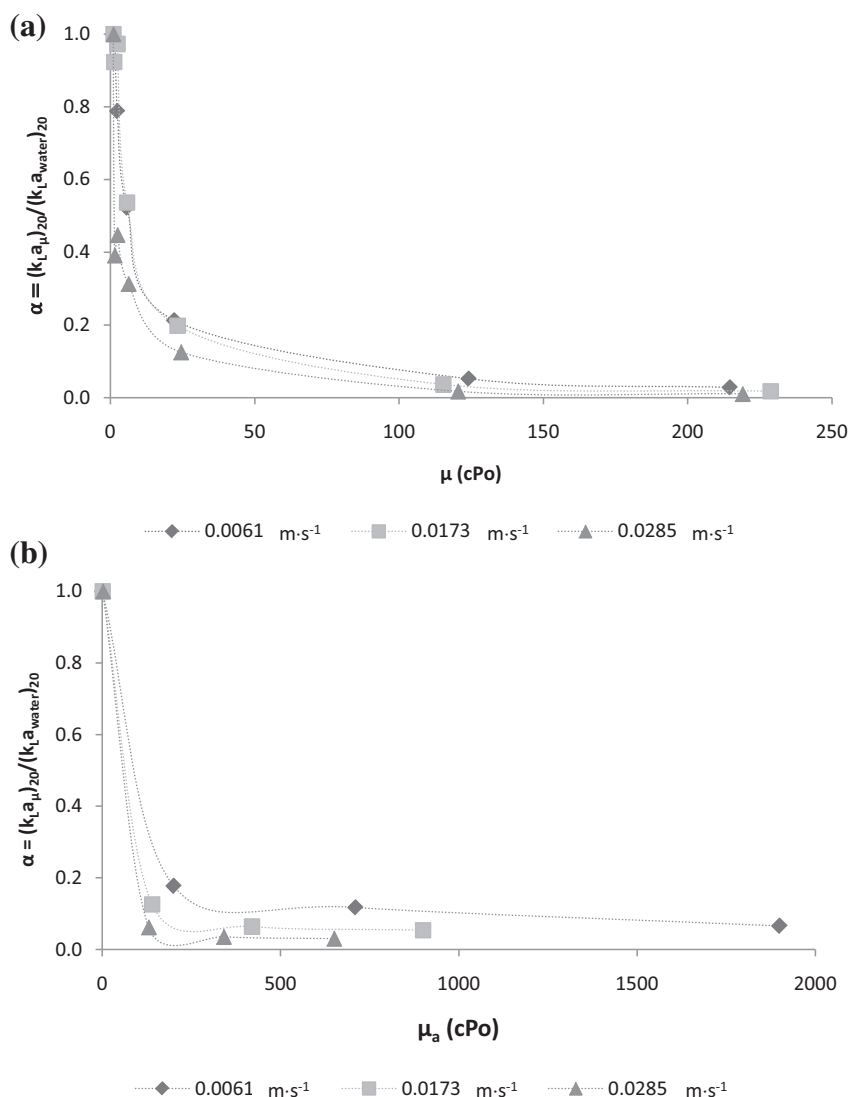 (a)
1.0
0.8
0.6
0.4
0.2
0.0
α = (kLaμ)20/(kLawater)20
0 50 100 150 200 250
μ (cPo)
0.0061 m·s-1 0.0173 m·s-1 0.0285 m·s-1
(b)
1.0
0.8
0.6
0.4
0.2
0.0
α = (kLaμ)20/(kLawater)20
0 500 1000 1500 2000
μa (cPo)
0.0061 m·s-1 0.0173 m·s-1 0.0285 m·s-1